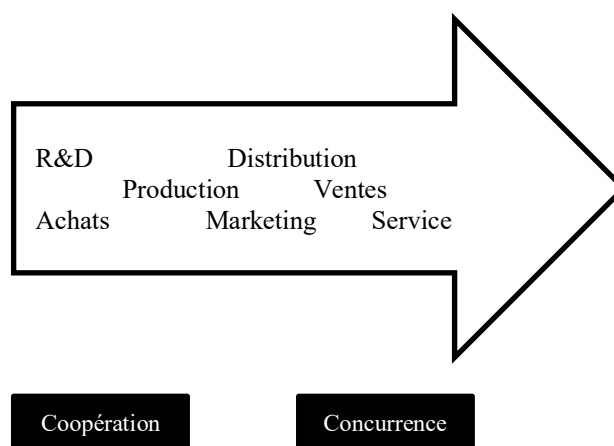 R&D Distribution
Production Ventes
Achats Marketing Service
Coopération Concurrence